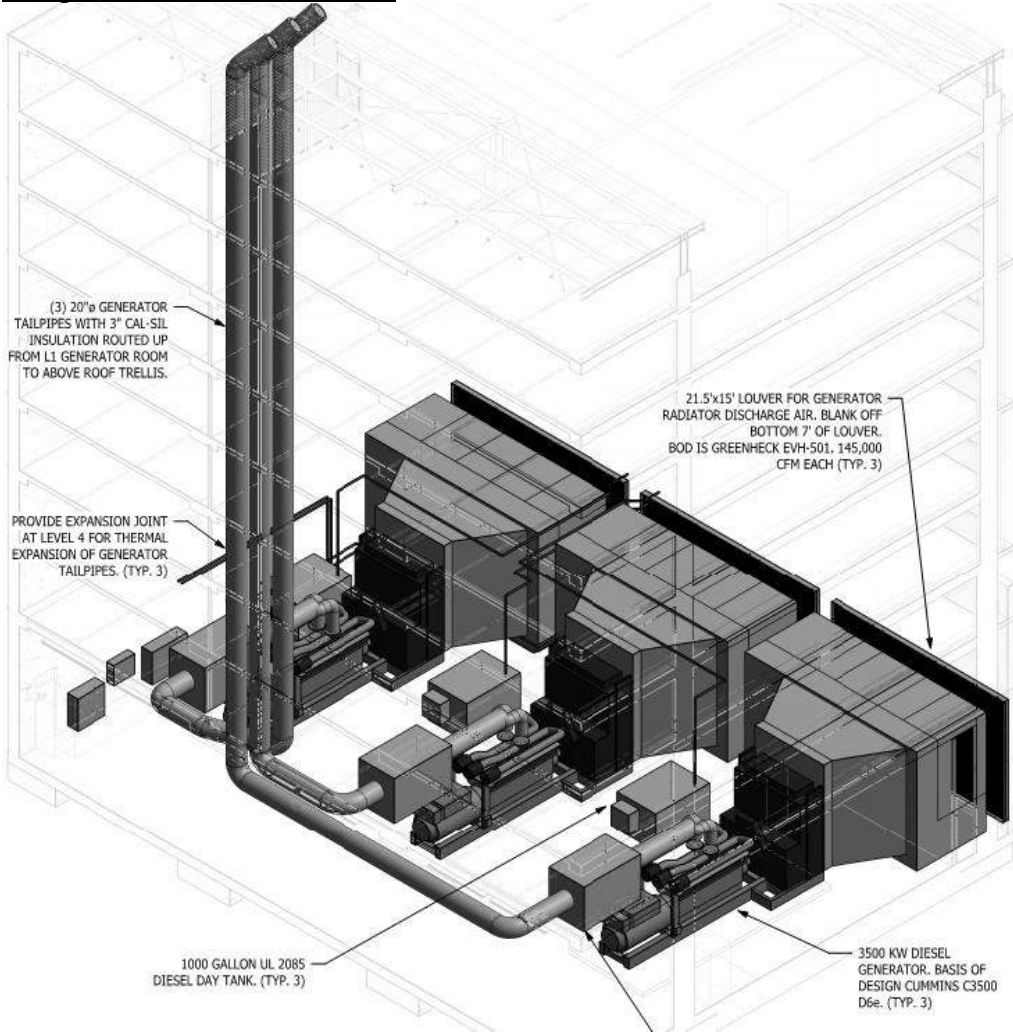 (3) 20"ø GENERATOR
TAILPIPES WITH 3" CAL-SIL
INSULATION ROUTED UP
FROM L1 GENERATOR ROOM
TO ABOVE ROOF TRELLIS.
21.5'x15' LOUVER FOR GENERATOR
RADIATOR DISCHARGE AIR. BLANK OFF
BOTTOM 7' OF LOUVER.
BOD IS GREENHECK EVH-501. 145,000
CFM EACH (TYP. 3)
PROVIDE EXPANSION JOINT
AT LEVEL 4 FOR THERMAL
EXPANSION OF GENERATOR
TAILPIPES. (TYP. 3)
1000 GALLON UL 2085
DIESEL DAY TANK. (TYP. 3)
3500 KW DIESEL
GENERATOR. BASIS OF
DESIGN CUMMINS C3500
D6e. (TYP. 3)